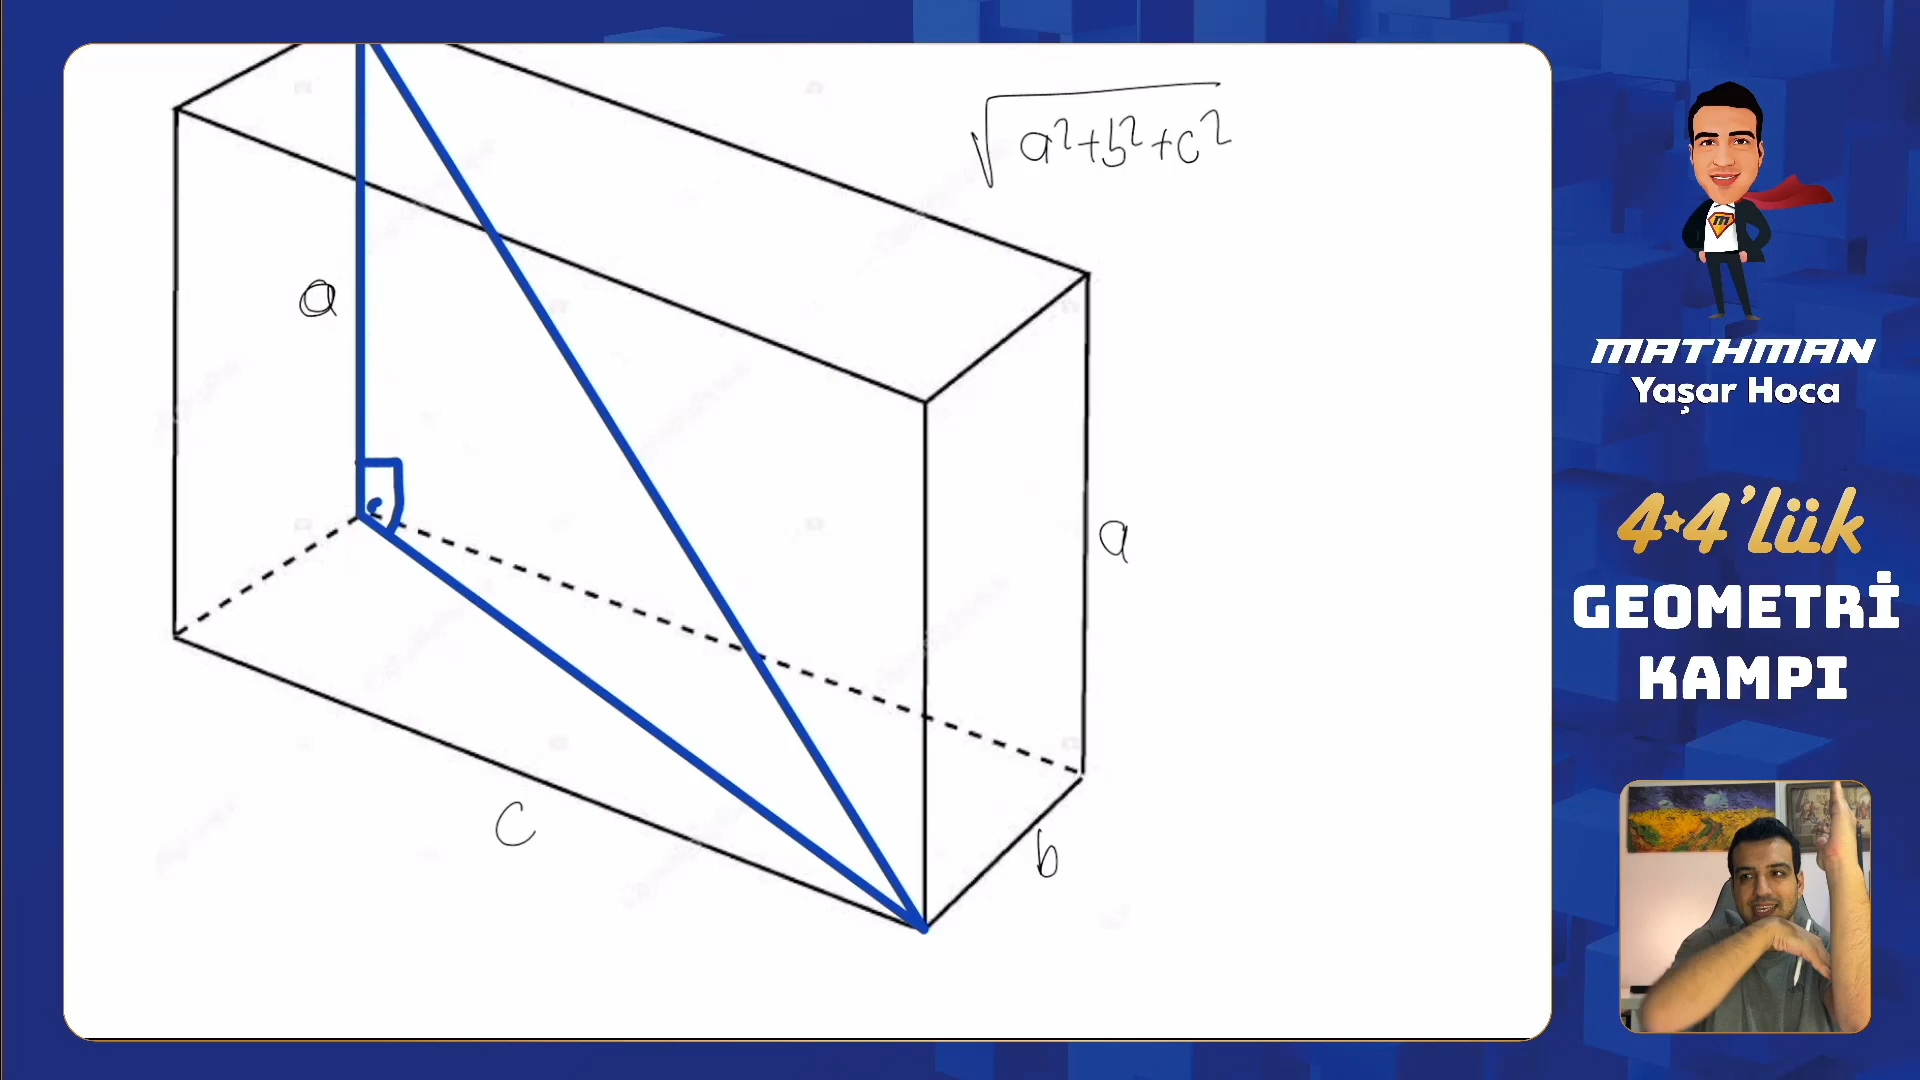 √a²+b²+c²
a
a
c
b
MATHMAN
Yaşar Hoca
4★4'lük
GEOMETRİ
KAMPI